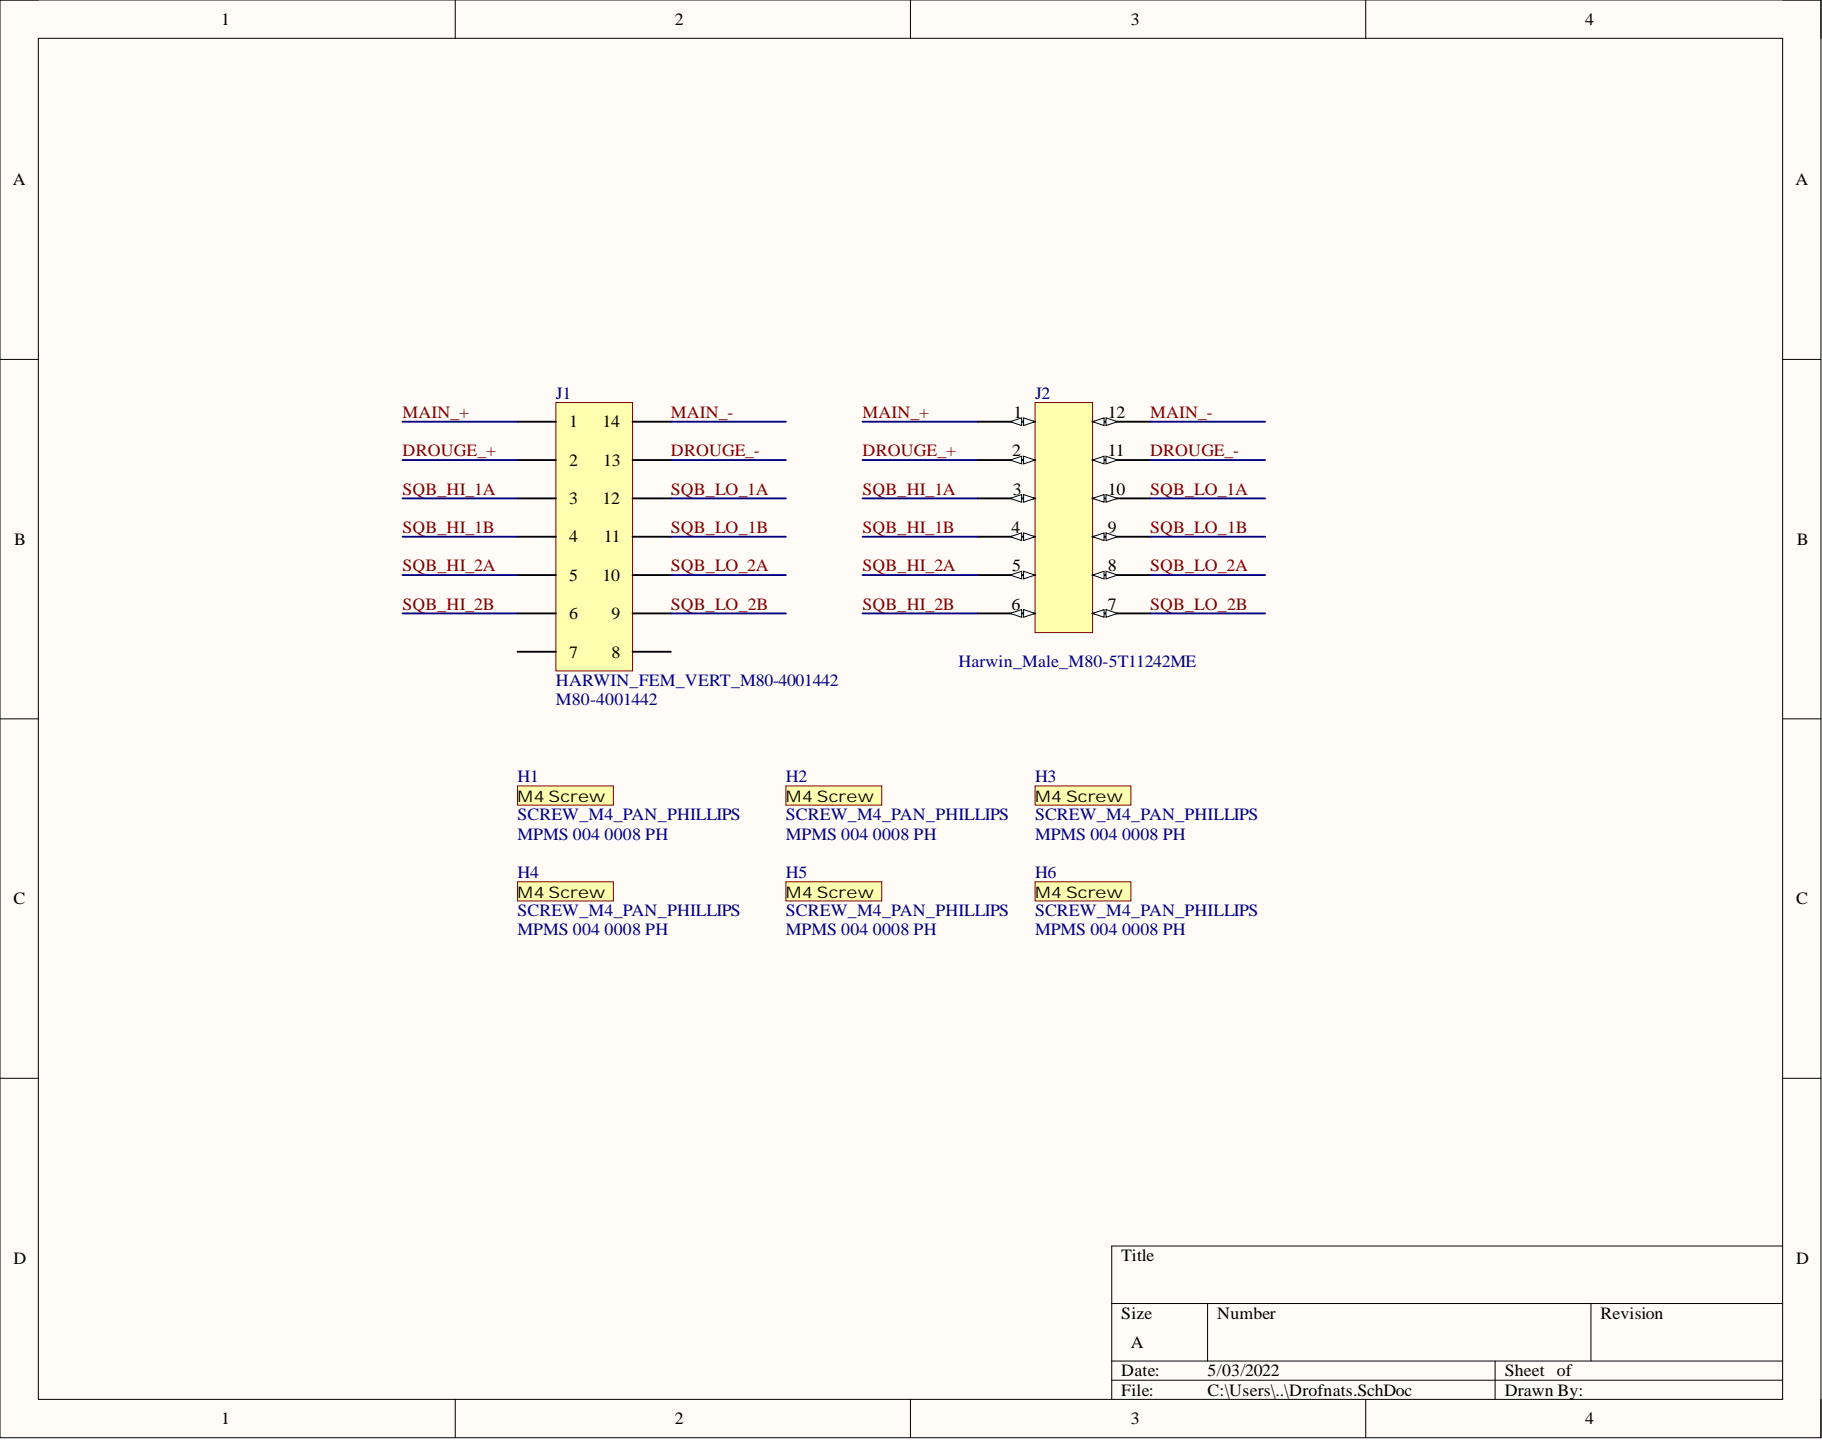 1 2 3 4
A A
J1 J2
MAIN_+ 1 14 MAIN_- MAIN_+ 1 12 MAIN_-
DROUGE_+ 2 13 DROUGE_- DROUGE_+ 2 11 DROUGE_-
SQB_HI_1A 3 12 SQB_LO_1A SQB_HI_1A 3 10 SQB_LO_1A
SQB_HI_1B 4 11 SQB_LO_1B SQB_HI_1B 4 9 SQB_LO_1B
B B
SQB_HI_2A 5 10 SQB_LO_2A SQB_HI_2A 5 8 SQB_LO_2A
SQB_HI_2B 6 9 SQB_LO_2B SQB_HI_2B 6 7 SQB_LO_2B
7 8
Harwin_Male_M80-5T11242ME
HARWIN_FEM_VERT_M80-4001442
M80-4001442
H1 H2 H3
M4 Screw M4 Screw M4 Screw
SCREW_M4_PAN_PHILLIPS SCREW_M4_PAN_PHILLIPS SCREW_M4_PAN_PHILLIPS
MPMS 004 0008 PH MPMS 004 0008 PH MPMS 004 0008 PH
H4 H5 H6
M4 Screw M4 Screw M4 Screw
C C
SCREW_M4_PAN_PHILLIPS SCREW_M4_PAN_PHILLIPS SCREW_M4_PAN_PHILLIPS
MPMS 004 0008 PH MPMS 004 0008 PH MPMS 004 0008 PH
Title
D D
Size Number Revision
A
Date: 5/03/2022 Sheet of
File: C:\Users\..\Drofnats.SchDoc Drawn By:
1 2 3 4